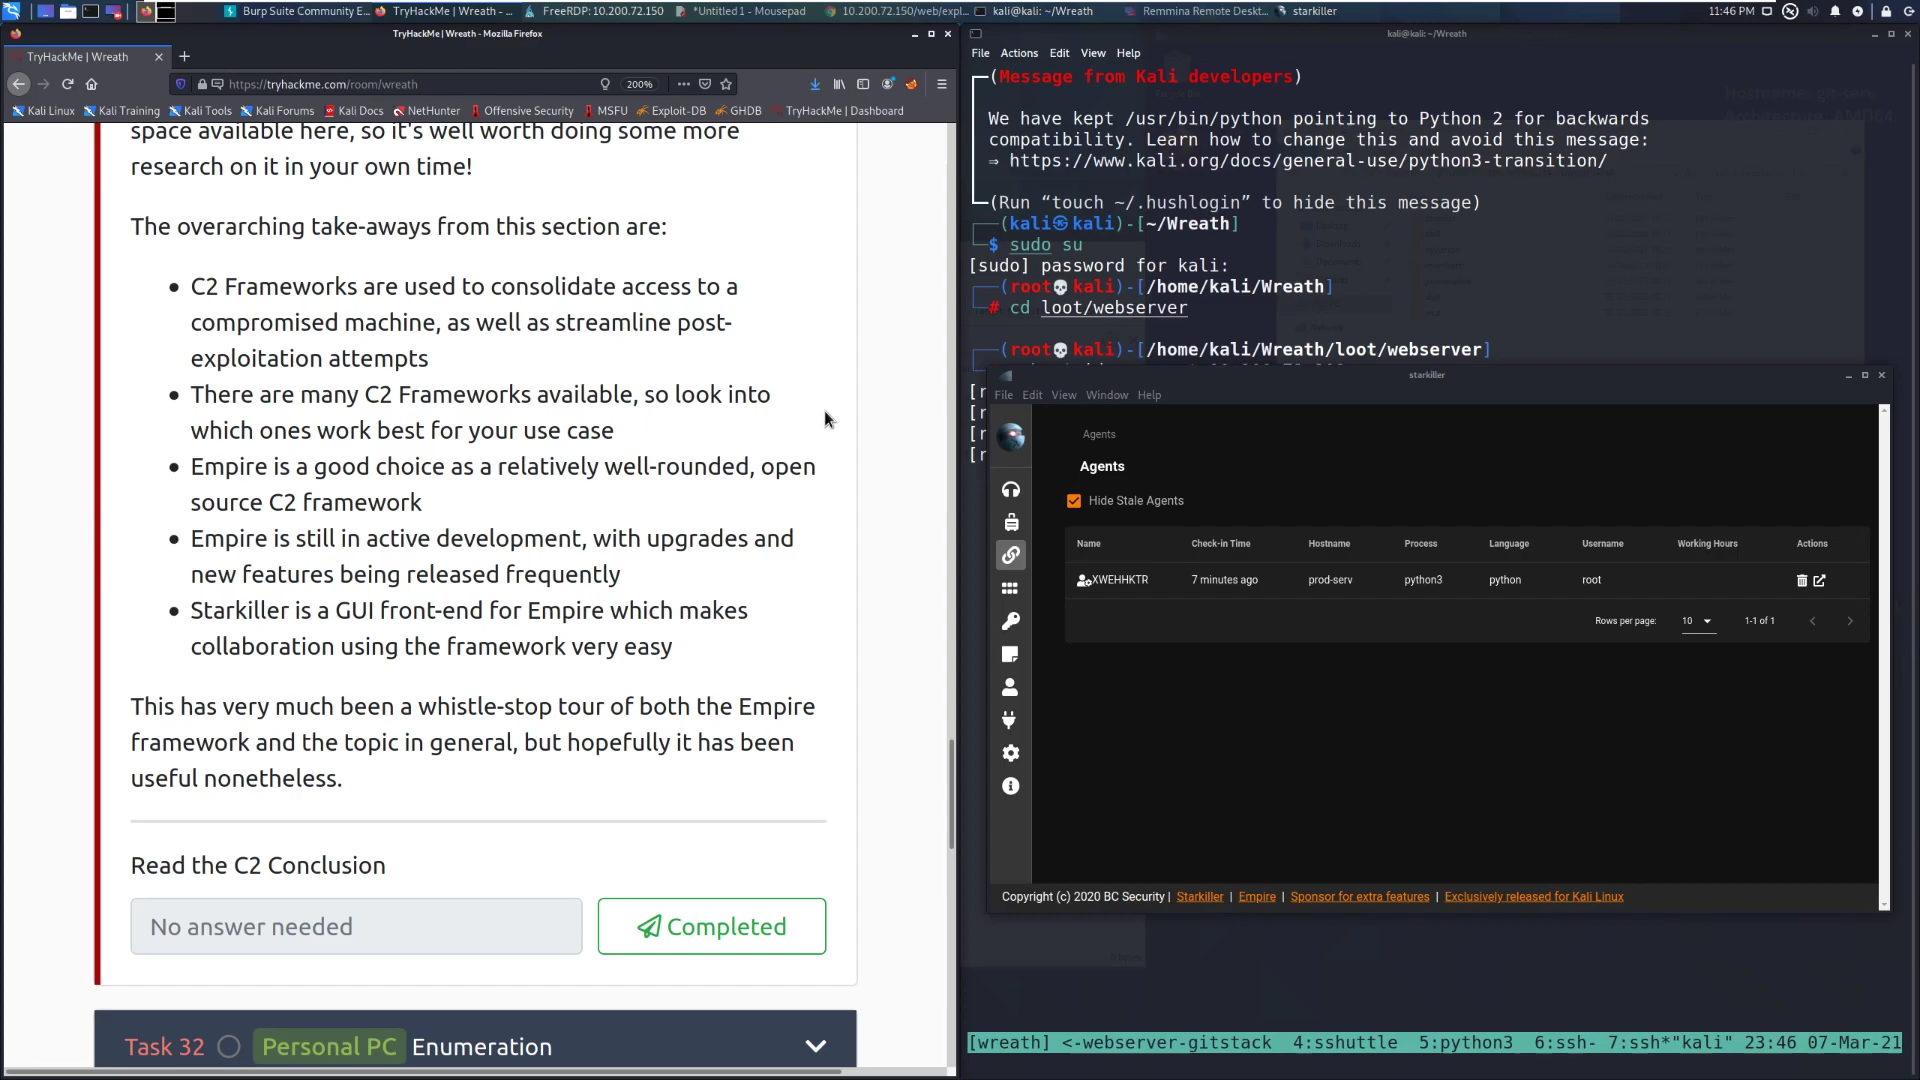 Burp Suite Community E...
TryHackMe | Wreath - ...
FreeRDP: 10.200.72.150
*Untitled 1 - Mousepad
10.200.72.150/web/expl...
kali@kali: ~/Wreath
Remmina Remote Deskt...
starkiller
11:46 PM
TryHackMe | Wreath - Mozilla Firefox
TryHackMe | Wreath
https://tryhackme.com/room/wreath
200%
Kali Linux
Kali Training
Kali Tools
Kali Forums
Kali Docs
NetHunter
Offensive Security
MSFU
Exploit-DB
GHDB
TryHackMe | Dashboard
space available here, so it's well worth doing some more
research on it in your own time!
The overarching take-aways from this section are:
• C2 Frameworks are used to consolidate access to a
compromised machine, as well as streamline post-
exploitation attempts
• There are many C2 Frameworks available, so look into
which ones work best for your use case
• Empire is a good choice as a relatively well-rounded, open
source C2 framework
• Empire is still in active development, with upgrades and
new features being released frequently
• Starkiller is a GUI front-end for Empire which makes
collaboration using the framework very easy
This has very much been a whistle-stop tour of both the Empire
framework and the topic in general, but hopefully it has been
useful nonetheless.
Read the C2 Conclusion
No answer needed
Completed
Task 32 Personal PC Enumeration
kali@kali: ~/Wreath
File Actions Edit View Help
(Message from Kali developers)
We have kept /usr/bin/python pointing to Python 2 for backwards
compatibility. Learn how to change this and avoid this message:
⇒ https://www.kali.org/docs/general-use/python3-transition/
(Run “touch ~/.hushlogin” to hide this message)
(kali㉿kali)-[~/Wreath]
$ sudo su
[sudo] password for kali:
(root💀kali)-[/home/kali/Wreath]
# cd loot/webserver
(root💀kali)-[/home/kali/Wreath/loot/webserver]
[r
[r
[r
[r
starkiller
File Edit View Window Help
Agents
Agents
Hide Stale Agents
Name Check-in Time Hostname Process Language Username Working Hours Actions
XWEHHKTR 7 minutes ago prod-serv python3 python root
Rows per page: 10 1-1 of 1
Copyright (c) 2020 BC Security | Starkiller | Empire | Sponsor for extra features | Exclusively released for Kali Linux
[wreath] <-webserver-gitstack 4:sshuttle 5:python3 6:ssh- 7:ssh*"kali" 23:46 07-Mar-21